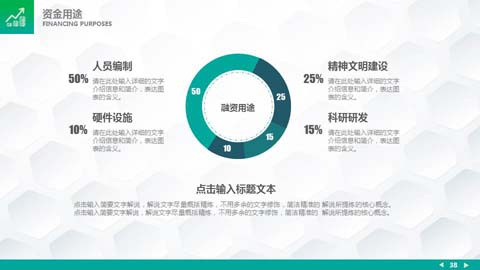 资金用途
FINANCING PURPOSES
人员编制
50%
请在此处输入详细的文字
介绍信息和简介，表达图
表的含义。
硬件设施
10%
请在此处输入详细的文字
介绍信息和简介，表达图
表的含义。
50
25
15
10
融资用途
精神文明建设
25%
请在此处输入详细的文字
介绍信息和简介，表达图
表的含义。
科研研发
15%
请在此处输入详细的文字
介绍信息和简介，表达图
表的含义。
点击输入标题文本
点击输入简要文字解说，解说文字尽量概括精炼，不用多余的文字修饰，简洁精准的 解说所提炼的核心概念。
点击输入简要文字解说，解说文字尽量概括精炼，不用多余的文字修饰，简洁精准的 解说所提炼的核心概念。
38